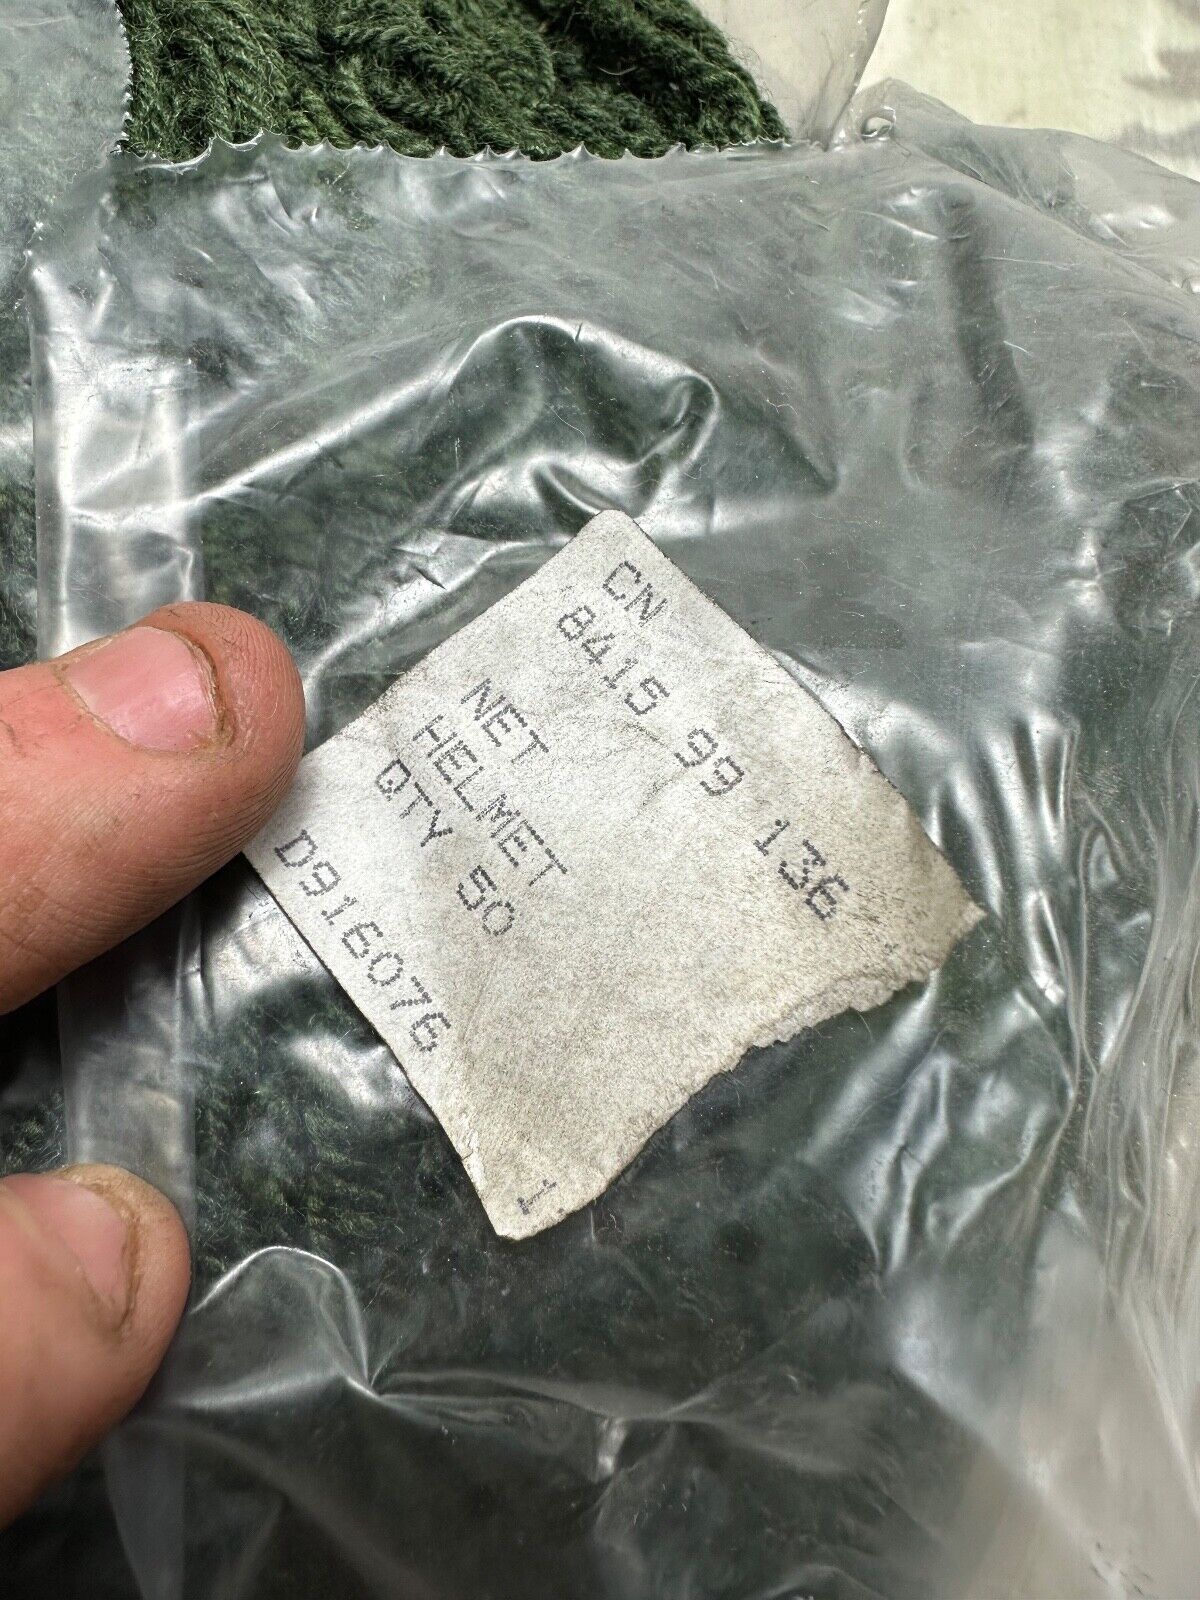 CN
8415 99 136
NET
HELMET
QTY 50
D916076
1